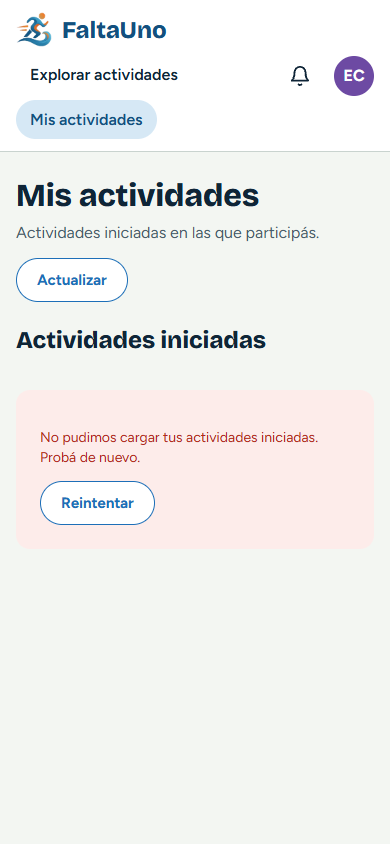 FaltaUno
Explorar actividades
EC
Mis actividades
Mis actividades
Actividades iniciadas en las que participás.
Actualizar
Actividades iniciadas
No pudimos cargar tus actividades iniciadas.
Probá de nuevo.
Reintentar